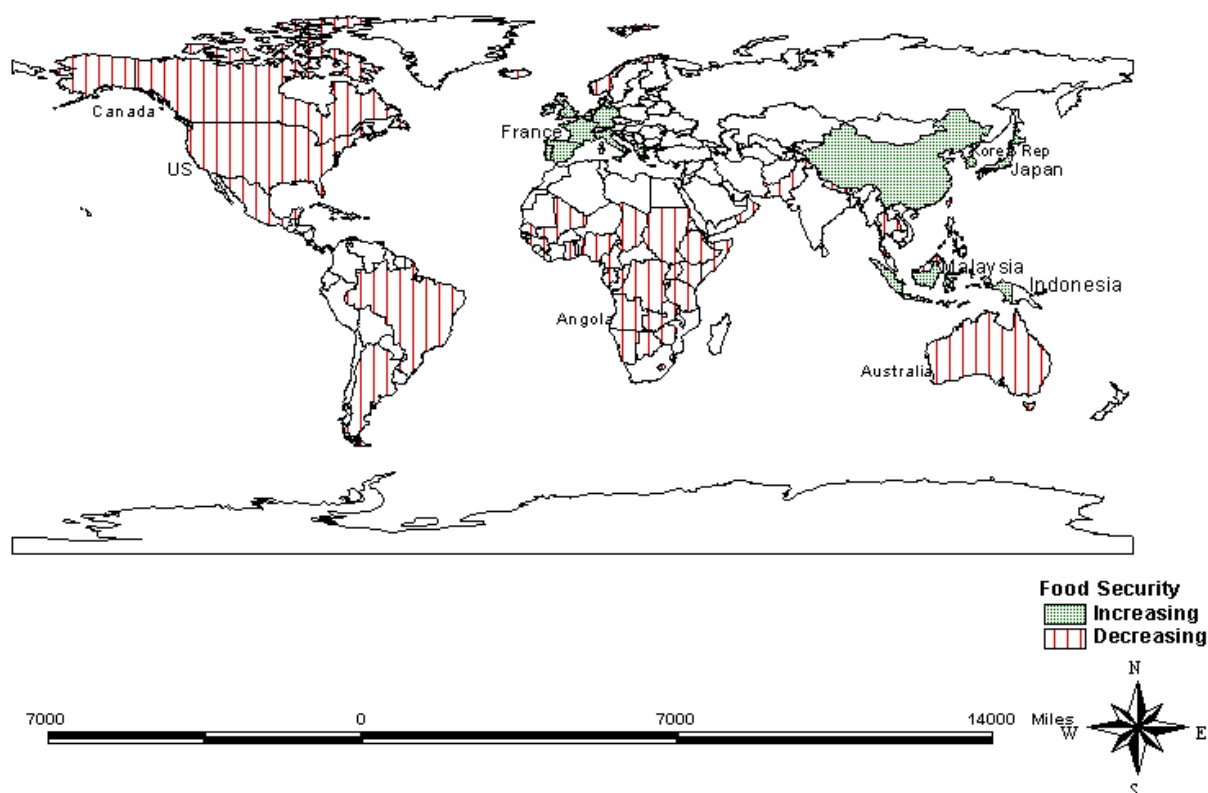 Canada
US
France
Korea Rep
Japan
Malaysia
Indonesia
Angola
Australia
Food Security
Increasing
Decreasing
N
7000 0 7000 14000 Miles
W E
S